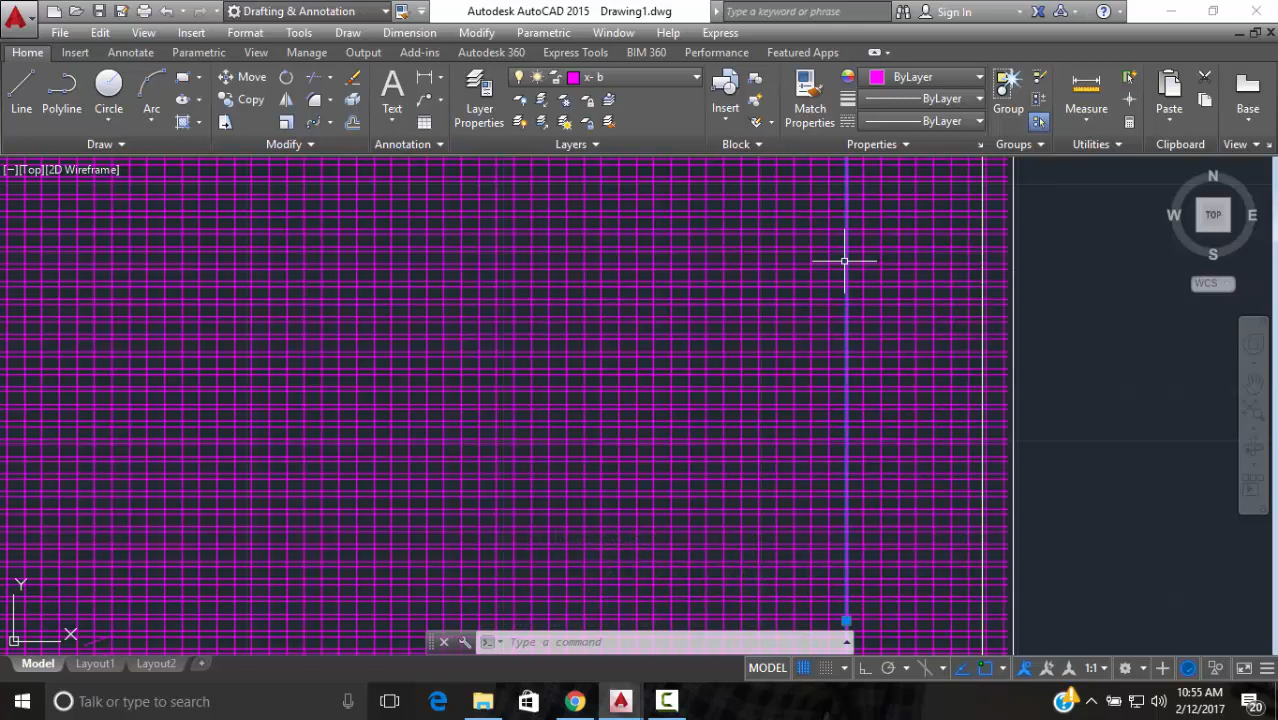 Drafting & Annotation
Autodesk AutoCAD 2015 Drawing1.dwg
Type a keyword or phrase
Sign In
File Edit View Insert Format Tools Draw Dimension Modify Parametric Window Help Express
Home Insert Annotate Parametric View Manage Output Add-ins Autodesk 360 Express Tools BIM 360 Performance Featured Apps
Line Polyline Circle Arc
Move
Copy
Text
Layer
Properties
x- b
Insert
Match
Properties
ByLayer
ByLayer
ByLayer
Group
Measure
Paste
Base
Draw Modify Annotation Layers Block Properties Groups Utilities Clipboard View
[−][Top][2D Wireframe]
N
W TOP E
S
WCS
Y
X
Type a command
Model Layout1 Layout2 +
MODEL
1:1
Talk or type to search
10:55 AM
2/12/2017
20